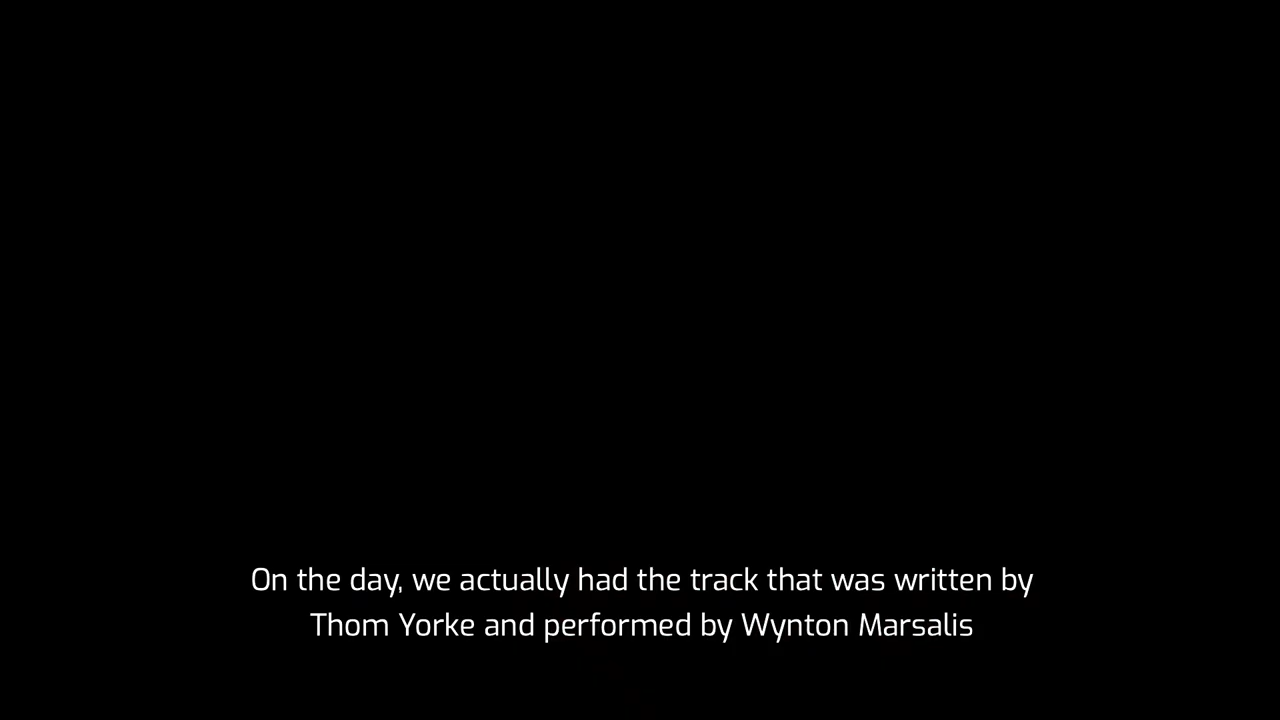 On the day, we actually had the track that was written by
Thom Yorke and performed by Wynton Marsalis